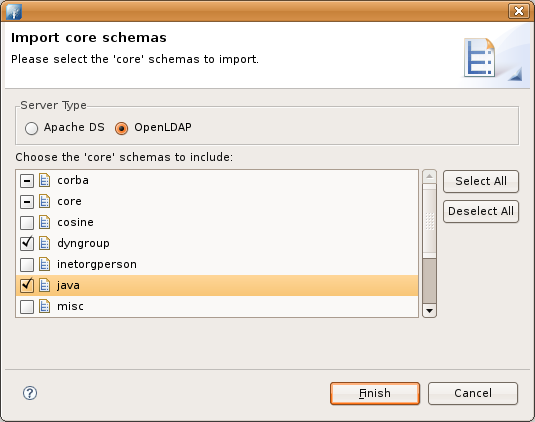 Import core schemas
Please select the 'core' schemas to import.
Server Type
Apache DS OpenLDAP
Choose the 'core' schemas to include:
corba
core
cosine
dyngroup
inetorgperson
java
misc
Select All
Deselect All
?
Finish Cancel